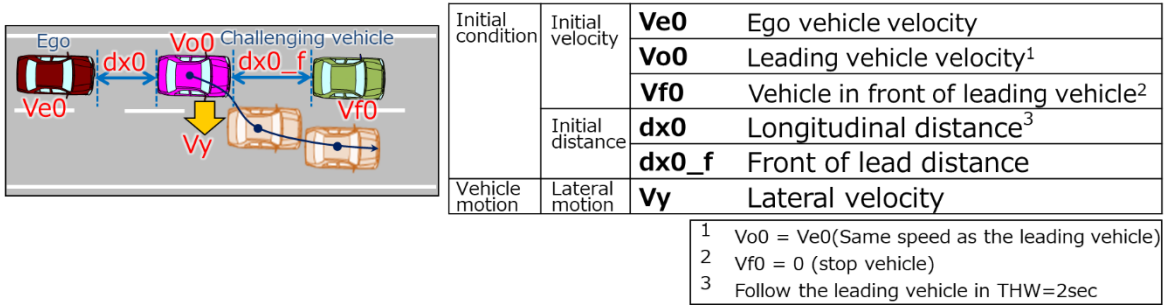 Ego
Vo0
Challenging vehicle
dx0
dx0_f
Ve0
Vf0
Vy
Initial condition
Initial velocity
Ve0 Ego vehicle velocity
Vo0 Leading vehicle velocity1
Vf0 Vehicle in front of leading vehicle2
Initial distance
dx0 Longitudinal distance3
dx0_f Front of lead distance
Vehicle motion
Lateral motion
Vy Lateral velocity
1 Vo0 = Ve0(Same speed as the leading vehicle)
2 Vf0 = 0 (stop vehicle)
3 Follow the leading vehicle in THW=2sec